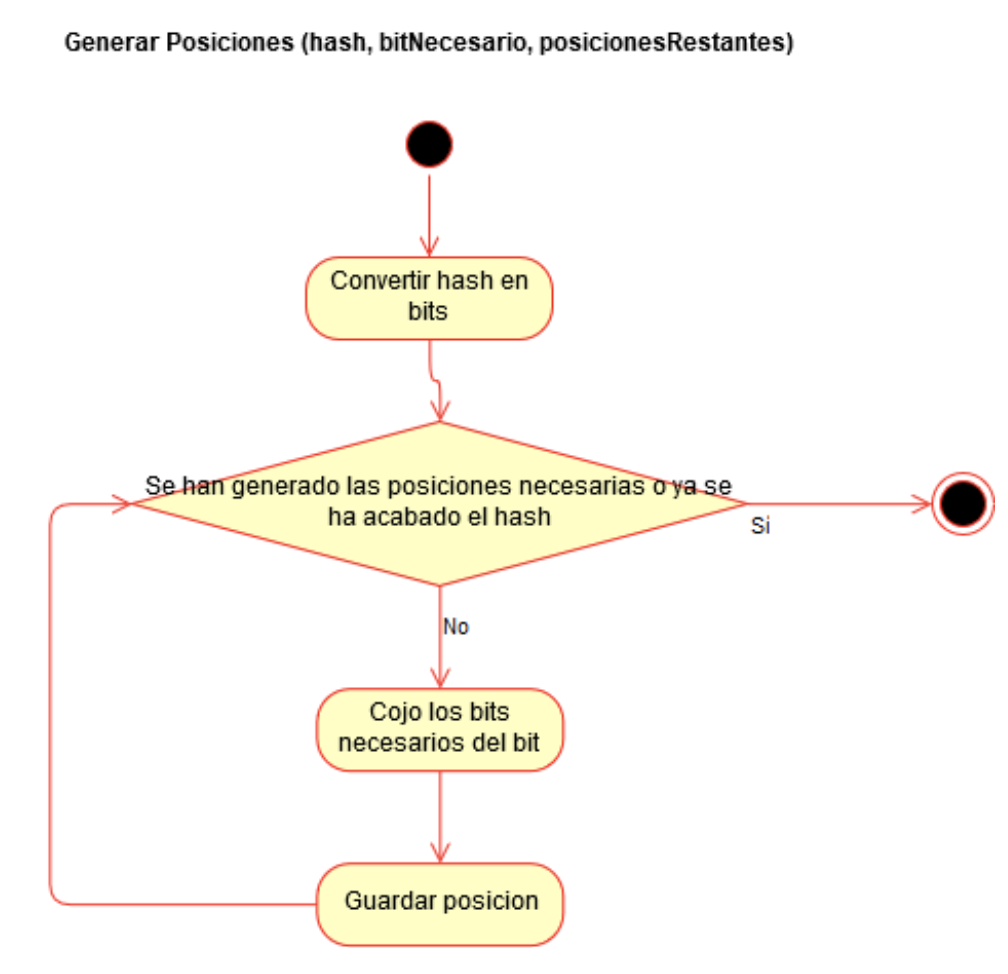 Generar Posiciones (hash, bitNecesario, posicionesRestantes)
Convertir hash en
bits
Se han generado las posiciones necesarias o ya se
ha acabado el hash
Si
No
Cojo los bits
necesarios del bit
Guardar posicion